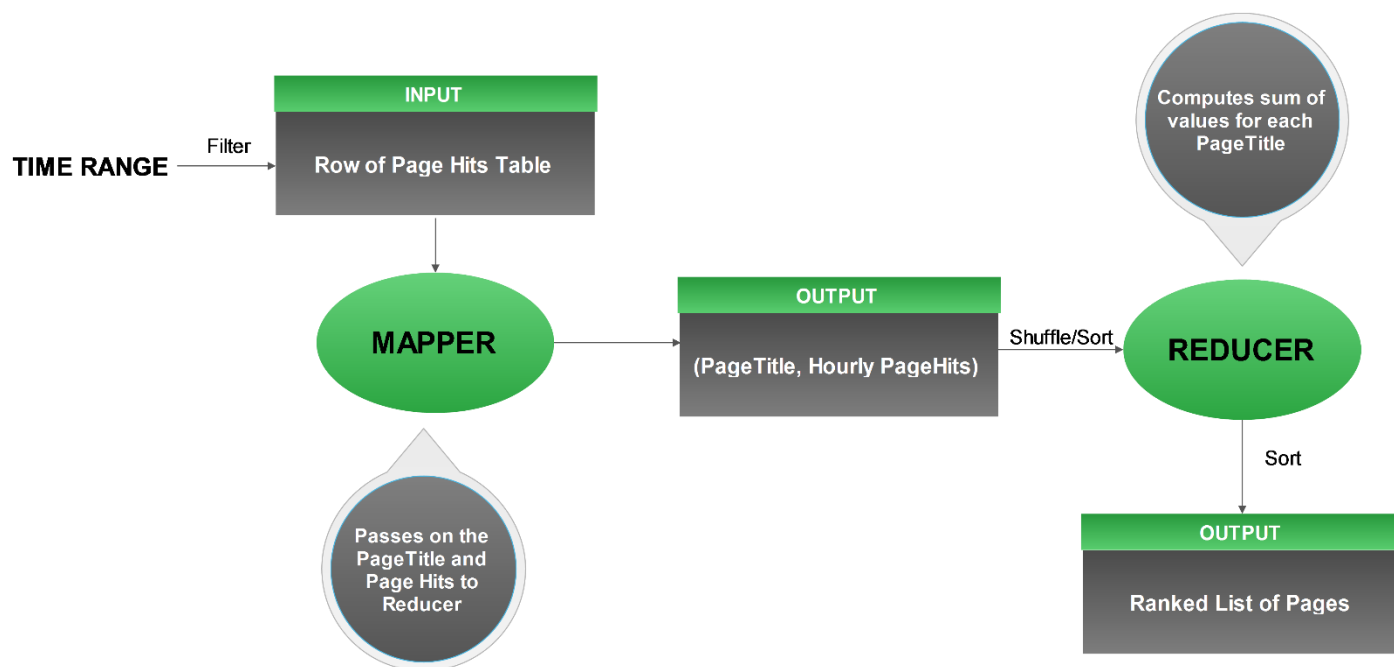 INPUT
Row of Page Hits Table
TIME RANGE
Filter
MAPPER
Passes on the
PageTitle and
Page Hits to
Reducer
OUTPUT
(PageTitle, Hourly PageHits)
Shuffle/Sort
Computes sum of
values for each
PageTitle
REDUCER
Sort
OUTPUT
Ranked List of Pages